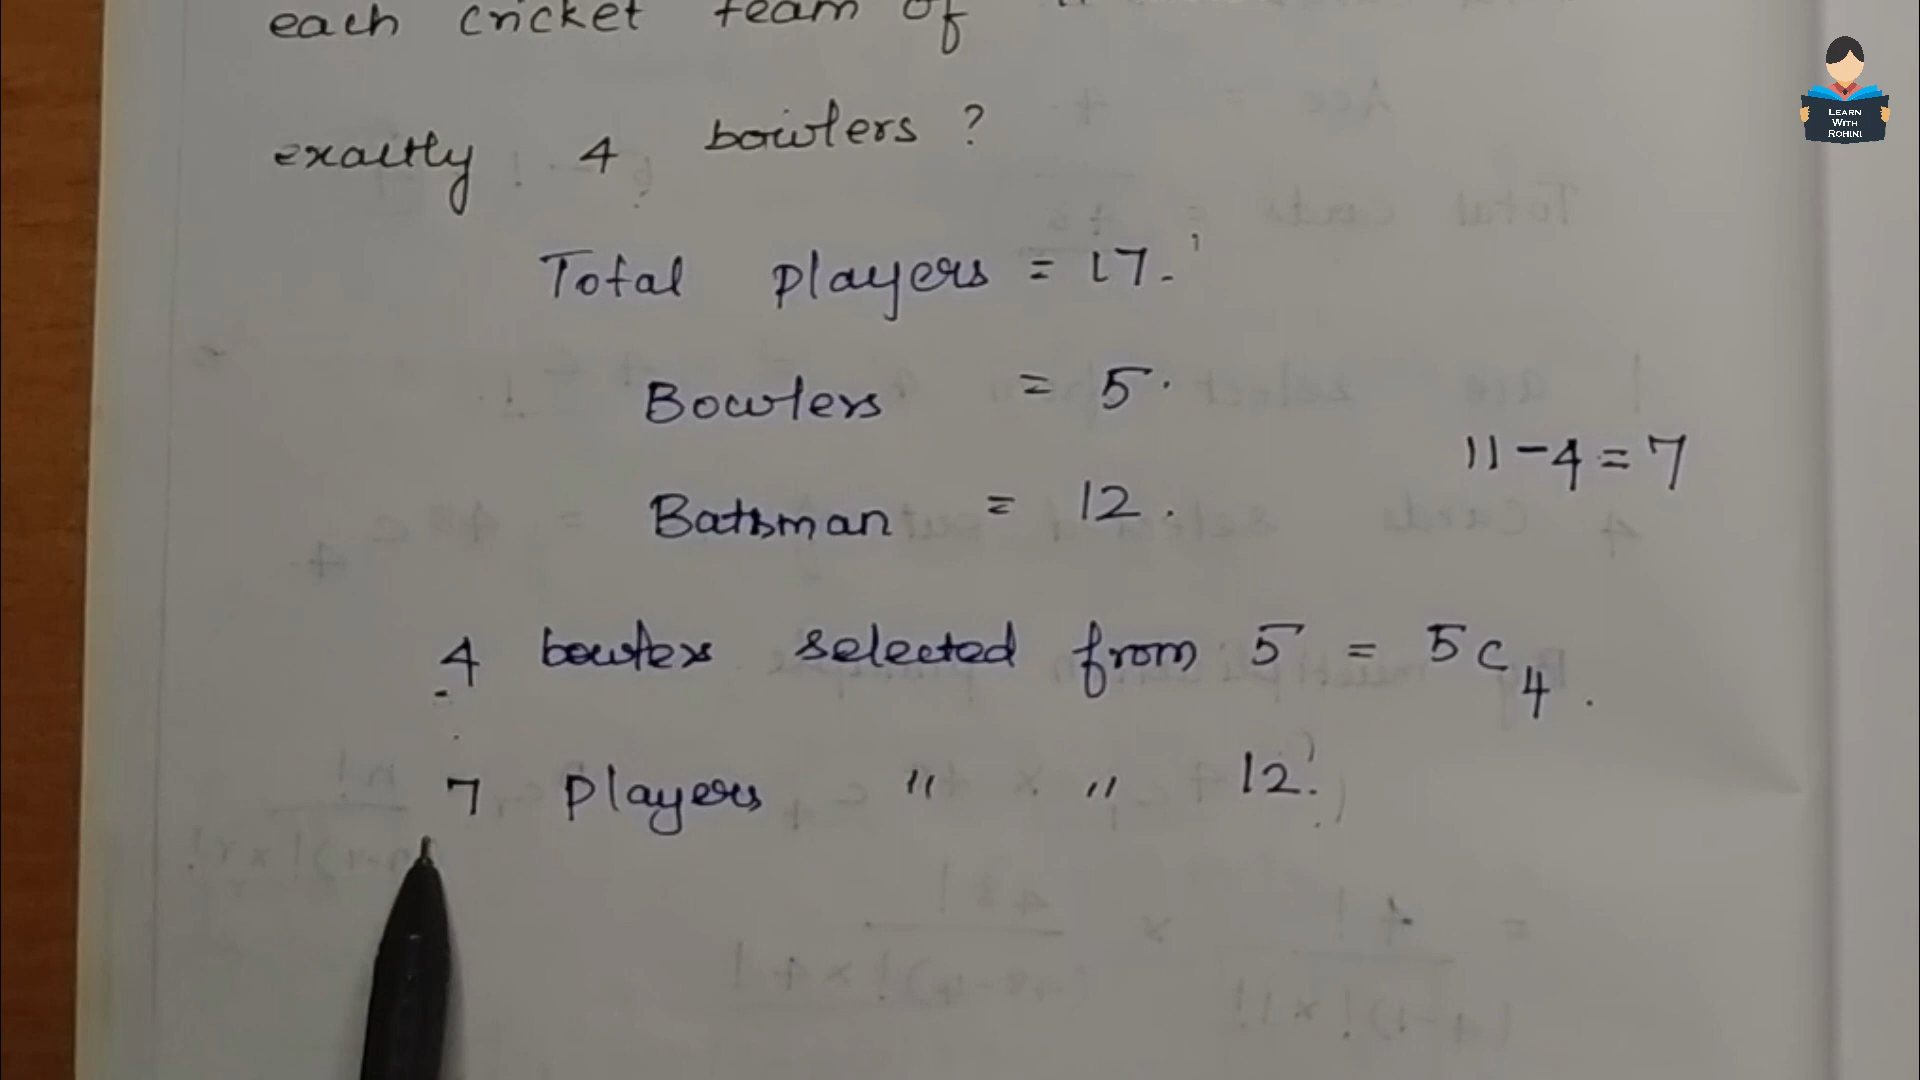 each cricket team of
exactly 4 bowlers ?
Total players = 17.
Bowlers = 5.
11 - 4 = 7
Batsman = 12.
4 bowlers selected from 5 = 5C4.
7 players " " 12.
LEARN
WITH
ROHINI